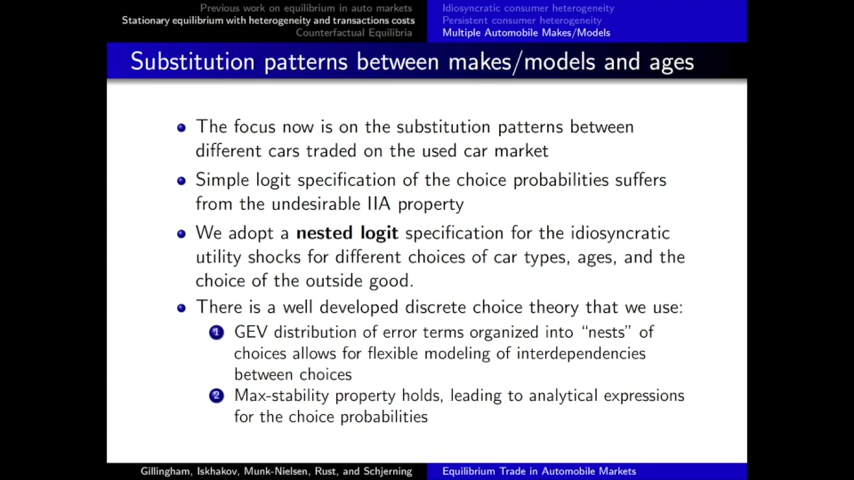 Previous work on equilibrium in auto markets
Stationary equilibrium with heterogeneity and transactions costs
Counterfactual Equilibria
Idiosyncratic consumer heterogeneity
Persistent consumer heterogeneity
Multiple Automobile Makes/Models
Substitution patterns between makes/models and ages
The focus now is on the substitution patterns between
different cars traded on the used car market
Simple logit specification of the choice probabilities suffers
from the undesirable IIA property
We adopt a nested logit specification for the idiosyncratic
utility shocks for different choices of car types, ages, and the
choice of the outside good.
There is a well developed discrete choice theory that we use:
1 GEV distribution of error terms organized into “nests” of
choices allows for flexible modeling of interdependencies
between choices
2 Max-stability property holds, leading to analytical expressions
for the choice probabilities
Gillingham, Iskhakov, Munk-Nielsen, Rust, and Schjerning
Equilibrium Trade in Automobile Markets